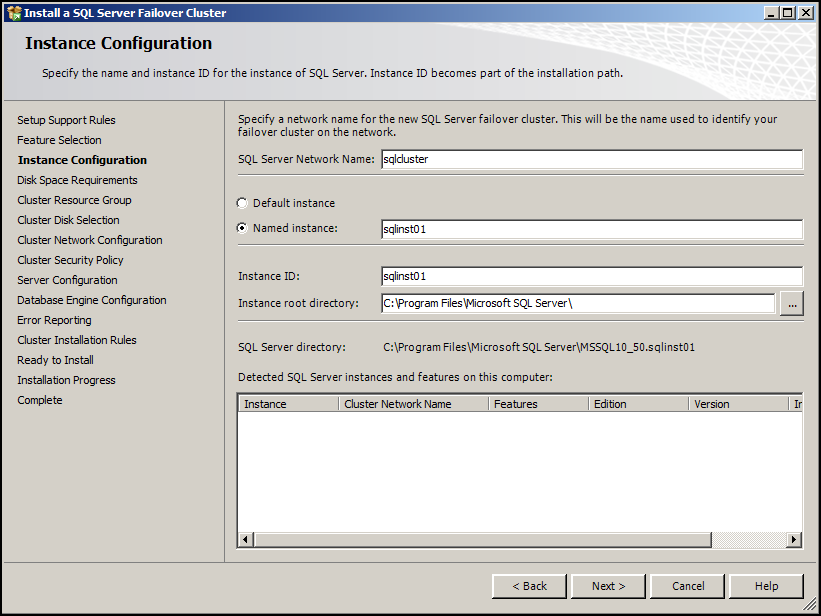 Install a SQL Server Failover Cluster
Instance Configuration
Specify the name and instance ID for the instance of SQL Server. Instance ID becomes part of the installation path.
Setup Support Rules
Feature Selection
Instance Configuration
Disk Space Requirements
Cluster Resource Group
Cluster Disk Selection
Cluster Network Configuration
Cluster Security Policy
Server Configuration
Database Engine Configuration
Error Reporting
Cluster Installation Rules
Ready to Install
Installation Progress
Complete
Specify a network name for the new SQL Server failover cluster. This will be the name used to identify your
failover cluster on the network.
SQL Server Network Name: sqlcluster
Default instance
Named instance: sqlinst01
Instance ID: sqlinst01
Instance root directory: C:\Program Files\Microsoft SQL Server\ ...
SQL Server directory: C:\Program Files\Microsoft SQL Server\MSSQL10_50.sqlinst01
Detected SQL Server instances and features on this computer:
Instance Cluster Network Name Features Edition Version
< Back Next > Cancel Help